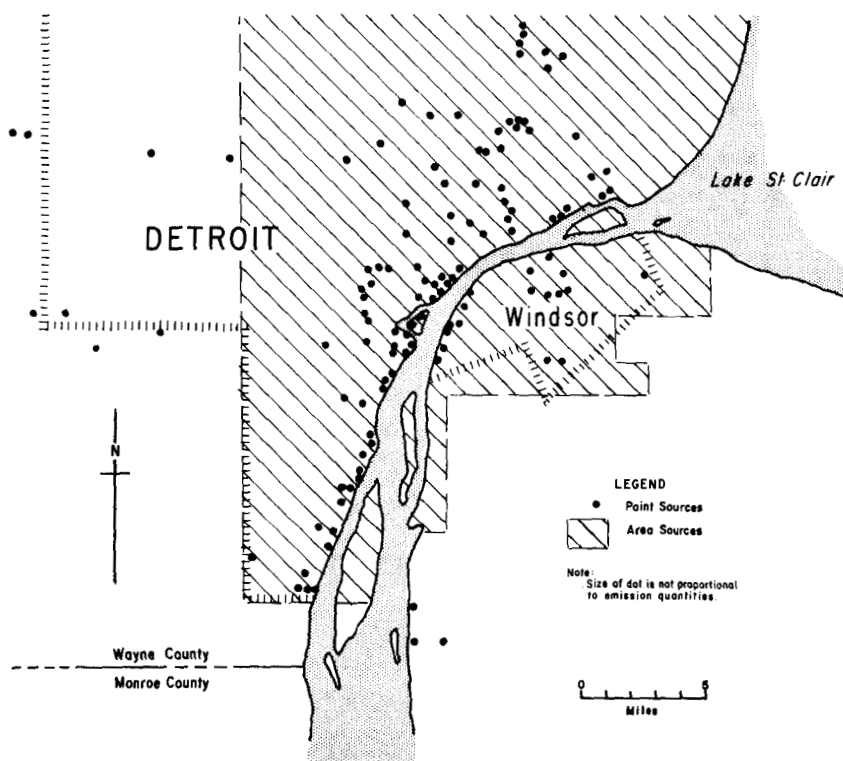 Lake St. Clair
DETROIT
Windsor
N
LEGEND
Point Sources
Area Sources
Note:
Size of dot is not proportional
to emission quantities.
Wayne County
Monroe County
0 5
Miles